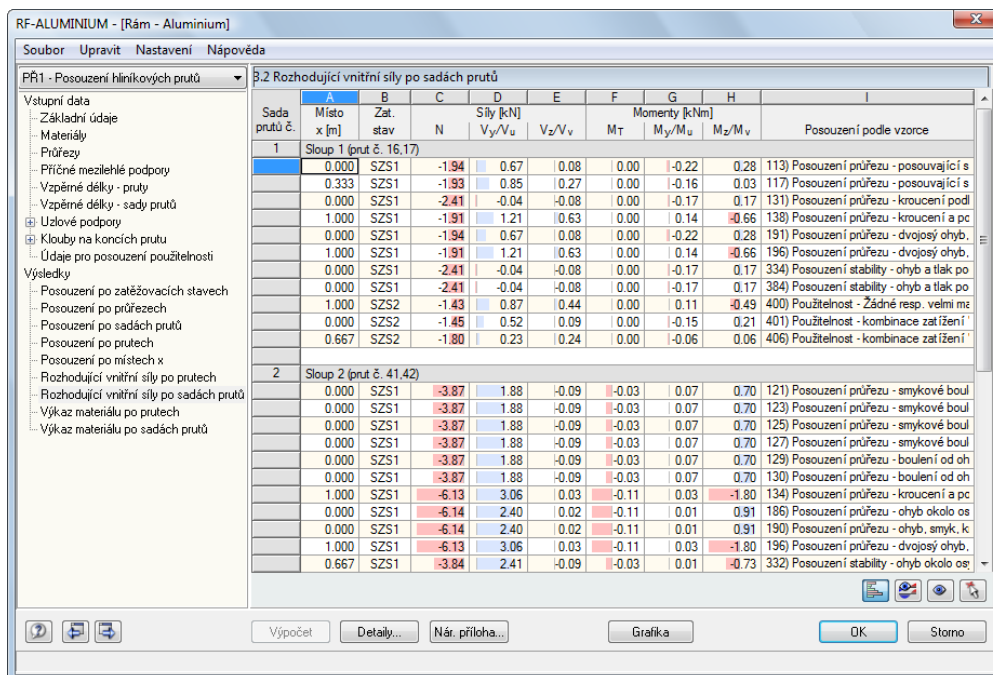 RF-ALUMINIUM - [Rám - Aluminium]
Soubor Upravit Nastavení Nápověda
PŘ1 - Posouzení hliníkových prutů
3.2 Rozhodující vnitřní síly po sadách prutů
Vstupní data
Základní údaje
Materiály
Průřezy
Příčné mezilehlé podpory
Vzpěrné délky - pruty
Vzpěrné délky - sady prutů
Uzlové podpory
Klouby na koncích prutu
Údaje pro posouzení použitelnosti
Výsledky
Posouzení po zatěžovacích stavech
Posouzení po průřezech
Posouzení po sadách prutů
Posouzení po prutech
Posouzení po místech x
Rozhodující vnitřní síly po prutech
Rozhodující vnitřní síly po sadách prutů
Výkaz materiálu po prutech
Výkaz materiálu po sadách prutů
A B C D E F G H I
Sada Místo Zat. Síly [kN] Momenty [kNm]
prutů č. x [m] stav N Vy/Vu Vz/Vv MT My/Mu Mz/Mv Posouzení podle vzorce
1 Sloup 1 (prut č. 16,17)
0.000 SZS1 -1.94 0.67 0.08 0.00 -0.22 0.28 113) Posouzení průřezu - posouvající s
0.333 SZS1 -1.93 0.85 0.27 0.00 -0.16 0.03 117) Posouzení průřezu - posouvající s
0.000 SZS1 -2.41 -0.04 -0.08 0.00 -0.17 0.17 131) Posouzení průřezu - kroucení podl
1.000 SZS1 -1.91 1.21 0.63 0.00 0.14 -0.66 138) Posouzení průřezu - kroucení a po
0.000 SZS1 -1.94 0.67 0.08 0.00 -0.22 0.28 191) Posouzení průřezu - dvojosý ohyb,
1.000 SZS1 -1.91 1.21 0.63 0.00 0.14 -0.66 196) Posouzení průřezu - dvojosý ohyb,
0.000 SZS1 -2.41 -0.04 -0.08 0.00 -0.17 0.17 334) Posouzení stability - ohyb a tlak po
0.000 SZS1 -2.41 -0.04 -0.08 0.00 -0.17 0.17 384) Posouzení stability - ohyb a tlak po
1.000 SZS2 -1.43 0.87 0.44 0.00 0.11 -0.49 400) Použitelnost - Žádné resp. velmi ma
0.000 SZS2 -1.45 0.52 0.09 0.00 -0.15 0.21 401) Použitelnost - kombinace zatížení '
0.667 SZS2 -1.80 0.23 0.24 0.00 -0.06 0.06 406) Použitelnost - kombinace zatížení '
2 Sloup 2 (prut č. 41,42)
0.000 SZS1 -3.87 1.88 -0.09 -0.03 0.07 0.70 121) Posouzení průřezu - smykové boul
0.000 SZS1 -3.87 1.88 -0.09 -0.03 0.07 0.70 123) Posouzení průřezu - smykové boul
0.000 SZS1 -3.87 1.88 -0.09 -0.03 0.07 0.70 125) Posouzení průřezu - smykové boul
0.000 SZS1 -3.87 1.88 -0.09 -0.03 0.07 0.70 127) Posouzení průřezu - smykové boul
0.000 SZS1 -3.87 1.88 -0.09 -0.03 0.07 0.70 129) Posouzení průřezu - boulení od oh
0.000 SZS1 -3.87 1.88 -0.09 -0.03 0.07 0.70 130) Posouzení průřezu - boulení od oh
1.000 SZS1 -6.13 3.06 0.03 -0.11 0.03 -1.80 134) Posouzení průřezu - kroucení a po
0.000 SZS1 -6.14 2.40 0.02 -0.11 0.01 0.91 186) Posouzení průřezu - ohyb okolo os
0.000 SZS1 -6.14 2.40 0.02 -0.11 0.01 0.91 190) Posouzení průřezu - ohyb, smyk, k
1.000 SZS1 -6.13 3.06 0.03 -0.11 0.03 -1.80 196) Posouzení průřezu - dvojosý ohyb,
0.667 SZS1 -3.84 2.41 -0.09 -0.03 0.01 -0.73 332) Posouzení stability - ohyb okolo osy
Výpočet Detaily... Nár. příloha... Grafika OK Storno